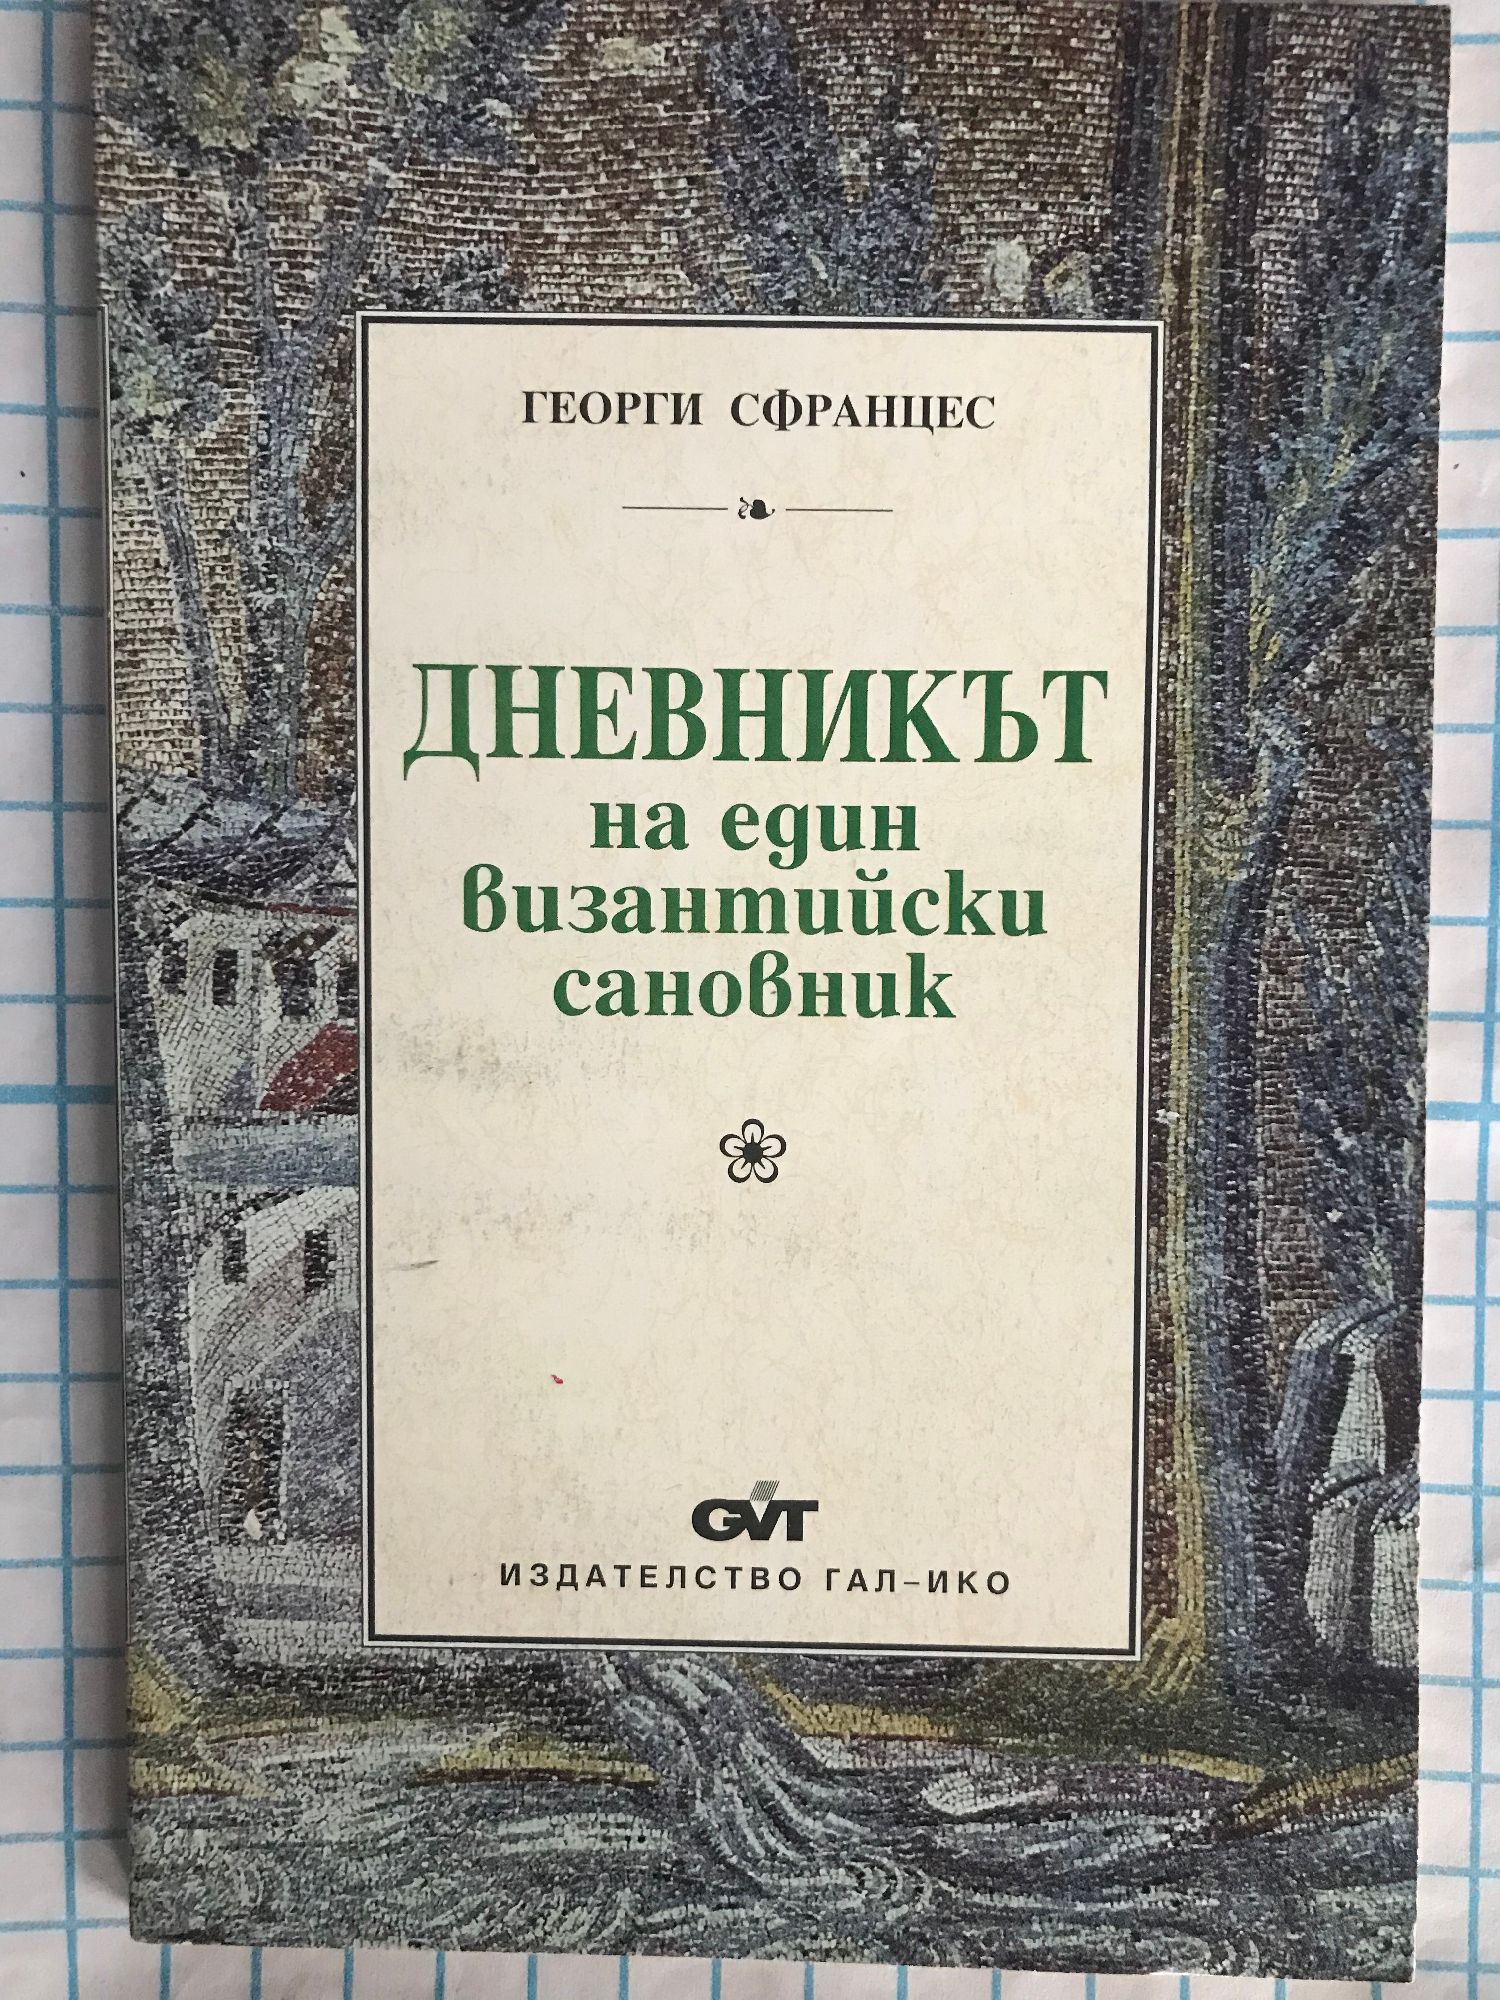 ГЕОРГИ СФРАНЦЕС
ДНЕВНИКЪТ
на един
византийски
сановник
GVT
ИЗДАТЕЛСТВО ГАЛ-ИКО